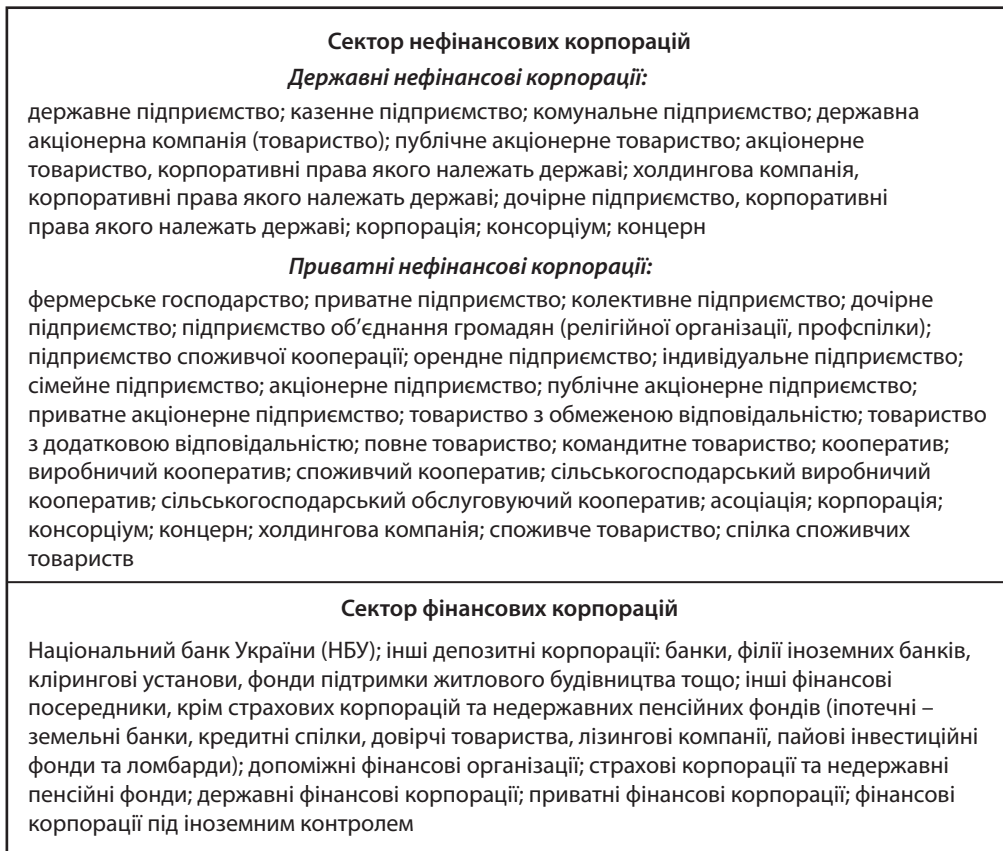 Сектор нефінансових корпорацій
Державні нефінансові корпорації:
державне підприємство; казенне підприємство; комунальне підприємство; державна
акціонерна компанія (товариство); публічне акціонерне товариство; акціонерне
товариство, корпоративні права якого належать державі; холдингова компанія,
корпоративні права якого належать державі; дочірнє підприємство, корпоративні
права якого належать державі; корпорація; консорціум; концерн
Приватні нефінансові корпорації:
фермерське господарство; приватне підприємство; колективне підприємство; дочірнє
підприємство; підприємство об’єднання громадян (релігійної організації, профспілки);
підприємство споживчої кооперації; орендне підприємство; індивідуальне підприємство;
сімейне підприємство; акціонерне підприємство; публічне акціонерне підприємство;
приватне акціонерне підприємство; товариство з обмеженою відповідальністю; товариство
з додатковою відповідальністю; повне товариство; командитне товариство; кооператив;
виробничий кооператив; споживчий кооператив; сільськогосподарський виробничий
кооператив; сільськогосподарський обслуговуючий кооператив; асоціація; корпорація;
консорціум; концерн; холдингова компанія; споживче товариство; спілка споживчих
товариств
Сектор фінансових корпорацій
Національний банк України (НБУ); інші депозитні корпорації: банки, філії іноземних банків,
клірингові установи, фонди підтримки житлового будівництва тощо; інші фінансові
посередники, крім страхових корпорацій та недержавних пенсійних фондів (іпотечні –
земельні банки, кредитні спілки, довірчі товариства, лізингові компанії, пайові інвестиційні
фонди та ломбарди); допоміжні фінансові організації; страхові корпорації та недержавні
пенсійні фонди; державні фінансові корпорації; приватні фінансові корпорації; фінансові
корпорації під іноземним контролем